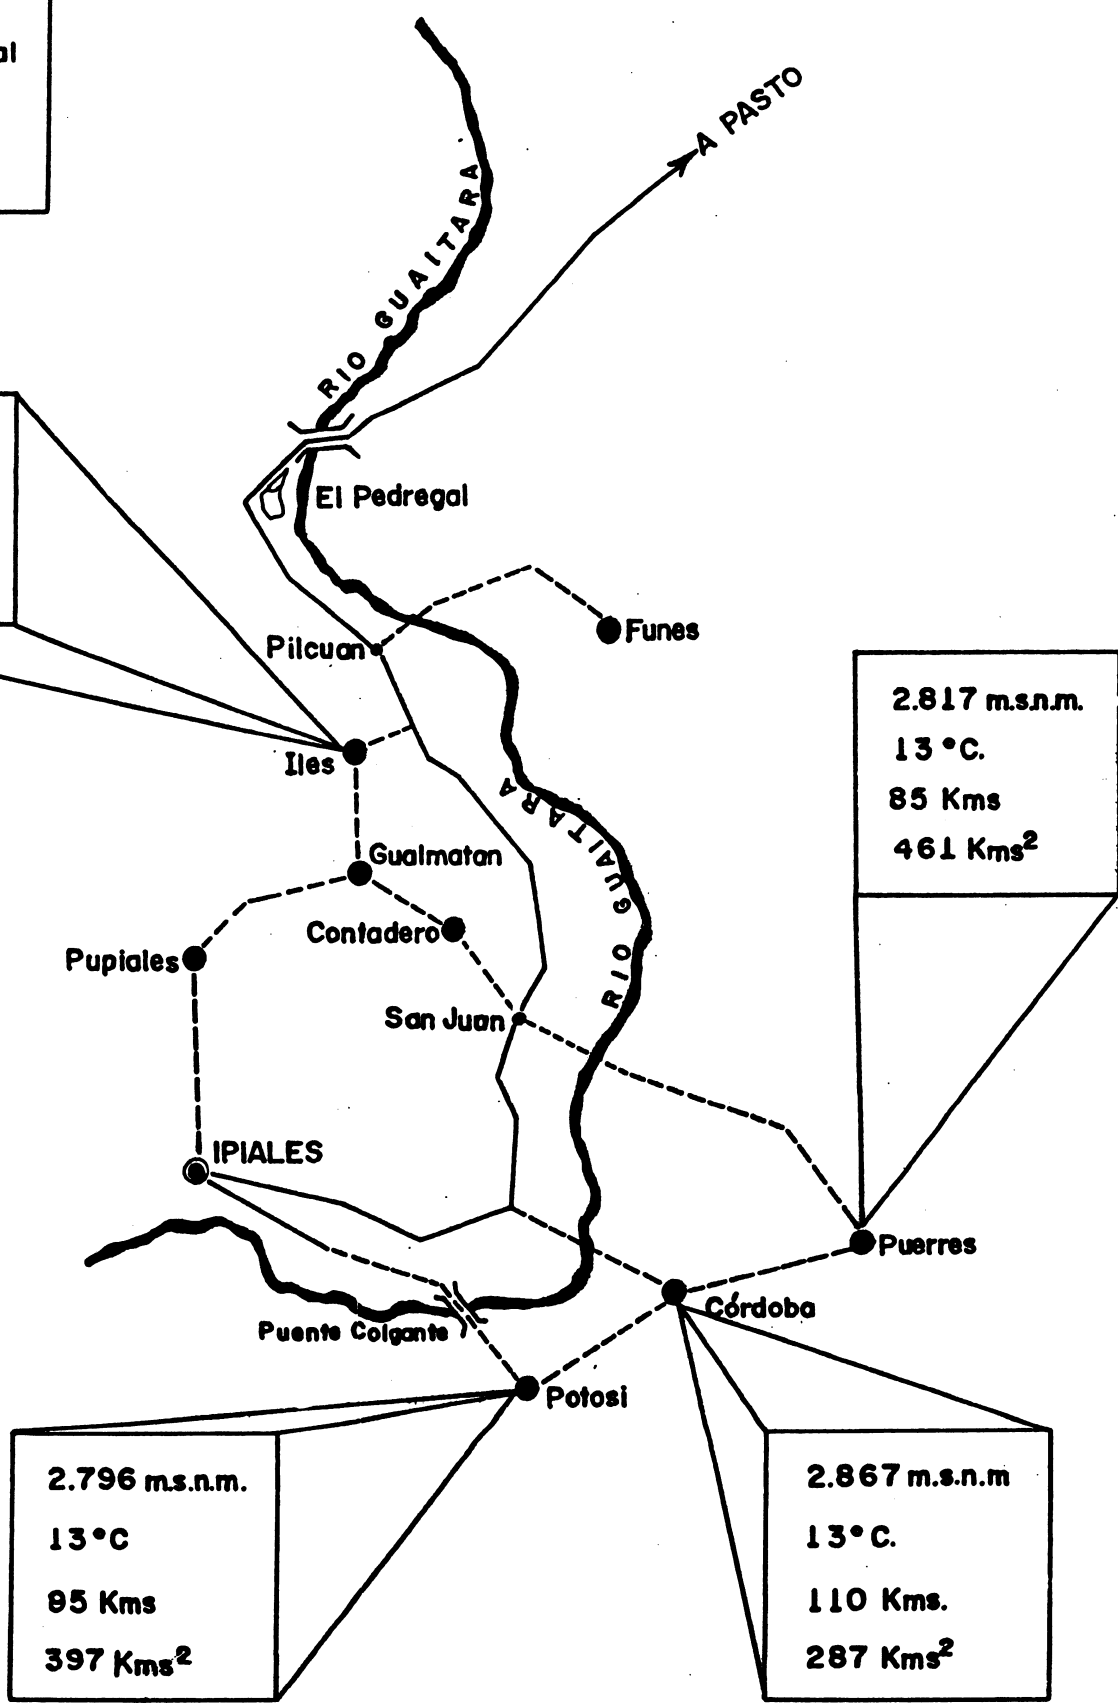 al
A PASTO
RIO GUAITARA
El Pedregal
Funes
Pilcuan
2.817 m.s.n.m.
13°C.
85 Kms
461 Kms²
Iles
RIO GUAITARA
Gualmatan
Contadero
Pupiales
San Juan
IPIALES
Puerres
Córdoba
Puente Colgante
Potosi
2.796 m.s.n.m.
13°C
95 Kms
397 Kms²
2.867 m.s.n.m
13°C.
110 Kms.
287 Kms²